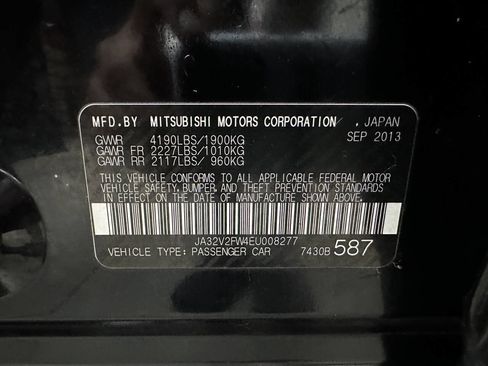 MFD.BY MITSUBISHI MOTORS CORPORATION / , JAPAN
SEP 2013
GVWR 4190LBS/1900KG
GAWR FR 2227LBS/1010KG
GAWR RR 2117LBS/ 960KG
THIS VEHICLE CONFORMS TO ALL APPLICABLE FEDERAL MOTOR
VEHICLE SAFETY, BUMPER, AND THEFT PREVENTION STANDARDS
IN EFFECT ON THE DATE OF MANUFACTURE SHOWN ABOVE.
JA32V2FW4EU008277
VEHICLE TYPE: PASSENGER CAR 7430B 587